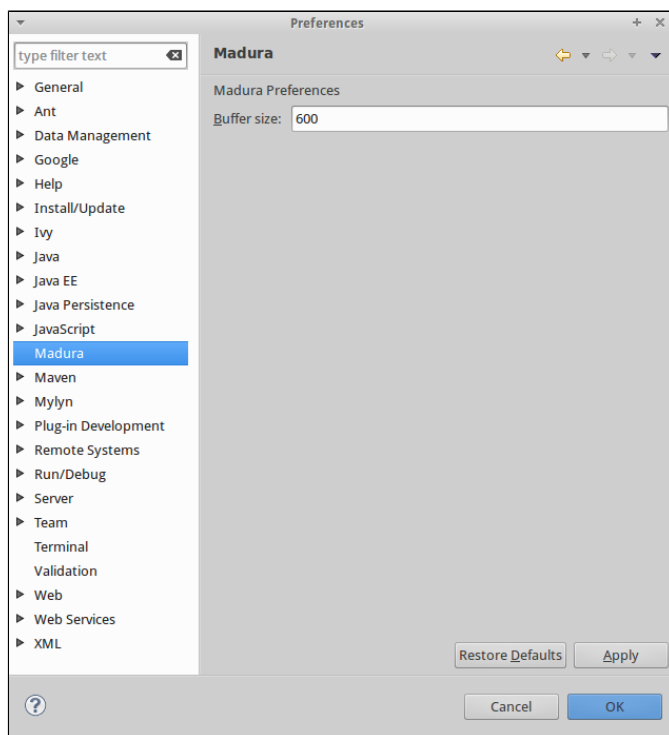 Preferences
type filter text
General
Ant
Data Management
Google
Help
Install/Update
Ivy
Java
Java EE
Java Persistence
JavaScript
Madura
Maven
Mylyn
Plug-in Development
Remote Systems
Run/Debug
Server
Team
Terminal
Validation
Web
Web Services
XML
Madura
Madura Preferences
Buffer size: 600
Restore Defaults Apply
Cancel OK